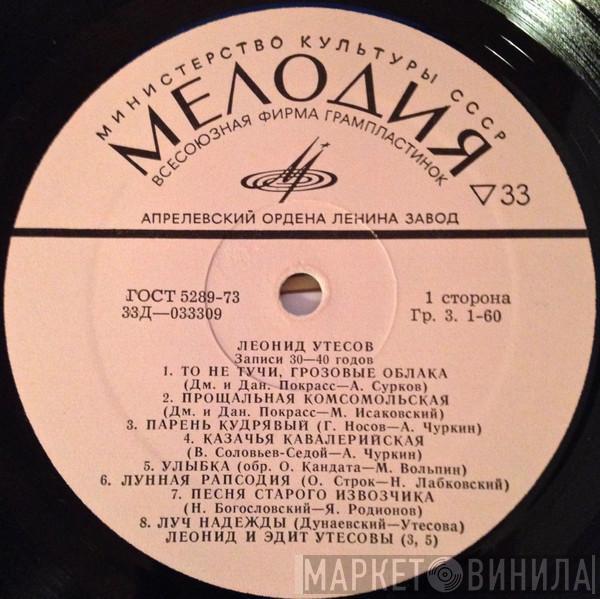 МИНИСТЕРСТВО КУЛЬТУРЫ СССР
МЕЛОДИЯ
ВСЕСОЮЗНАЯ ФИРМА ГРАМПЛАСТИНОК
▽33
АПРЕЛЕВСКИЙ ОРДЕНА ЛЕНИНА ЗАВОД
ГОСТ 5289-73
33Д—033309
1 сторона
Гр. 3. 1-60
ЛЕОНИД УТЕСОВ
Записи 30—40 годов
1. ТО НЕ ТУЧИ, ГРОЗОВЫЕ ОБЛАКА
(Дм. и Дан. Покрасс—А. Сурков)
2. ПРОЩАЛЬНАЯ КОМСОМОЛЬСКАЯ
(Дм. и Дан. Покрасс—М. Исаковский)
3. ПАРЕНЬ КУДРЯВЫЙ (Г. Носов—А. Чуркин)
4. КАЗАЧЬЯ КАВАЛЕРИЙСКАЯ
(В. Соловьев-Седой—А. Чуркин)
5. УЛЫБКА (обр. О. Кандата—М. Вольпин)
6. ЛУННАЯ РАПСОДИЯ (О. Строк—Н. Лабковский)
7. ПЕСНЯ СТАРОГО ИЗВОЗЧИКА
(Н. Богословский—Я. Родионов)
8. ЛУЧ НАДЕЖДЫ (Дунаевский—Утесова)
ЛЕОНИД И ЭДИТ УТЕСОВЫ (3, 5)
МАРКЕТ ВИНИЛА